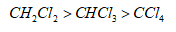 CH₂Cl₂ > CHCl₃ > CCl₄